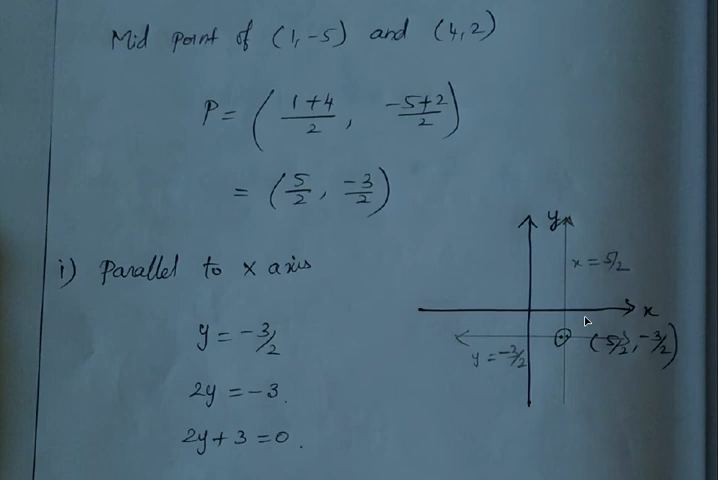 Mid point of (1,-5) and (4,2)
P = ( 1+4/2, -5+2/2 )
= ( 5/2, -3/2 )
i) Parallel to x axis
y = -3/2
2y = -3.
2y + 3 = 0.
y
x = 5/2
x
(5/2, -3/2)
y = -3/2